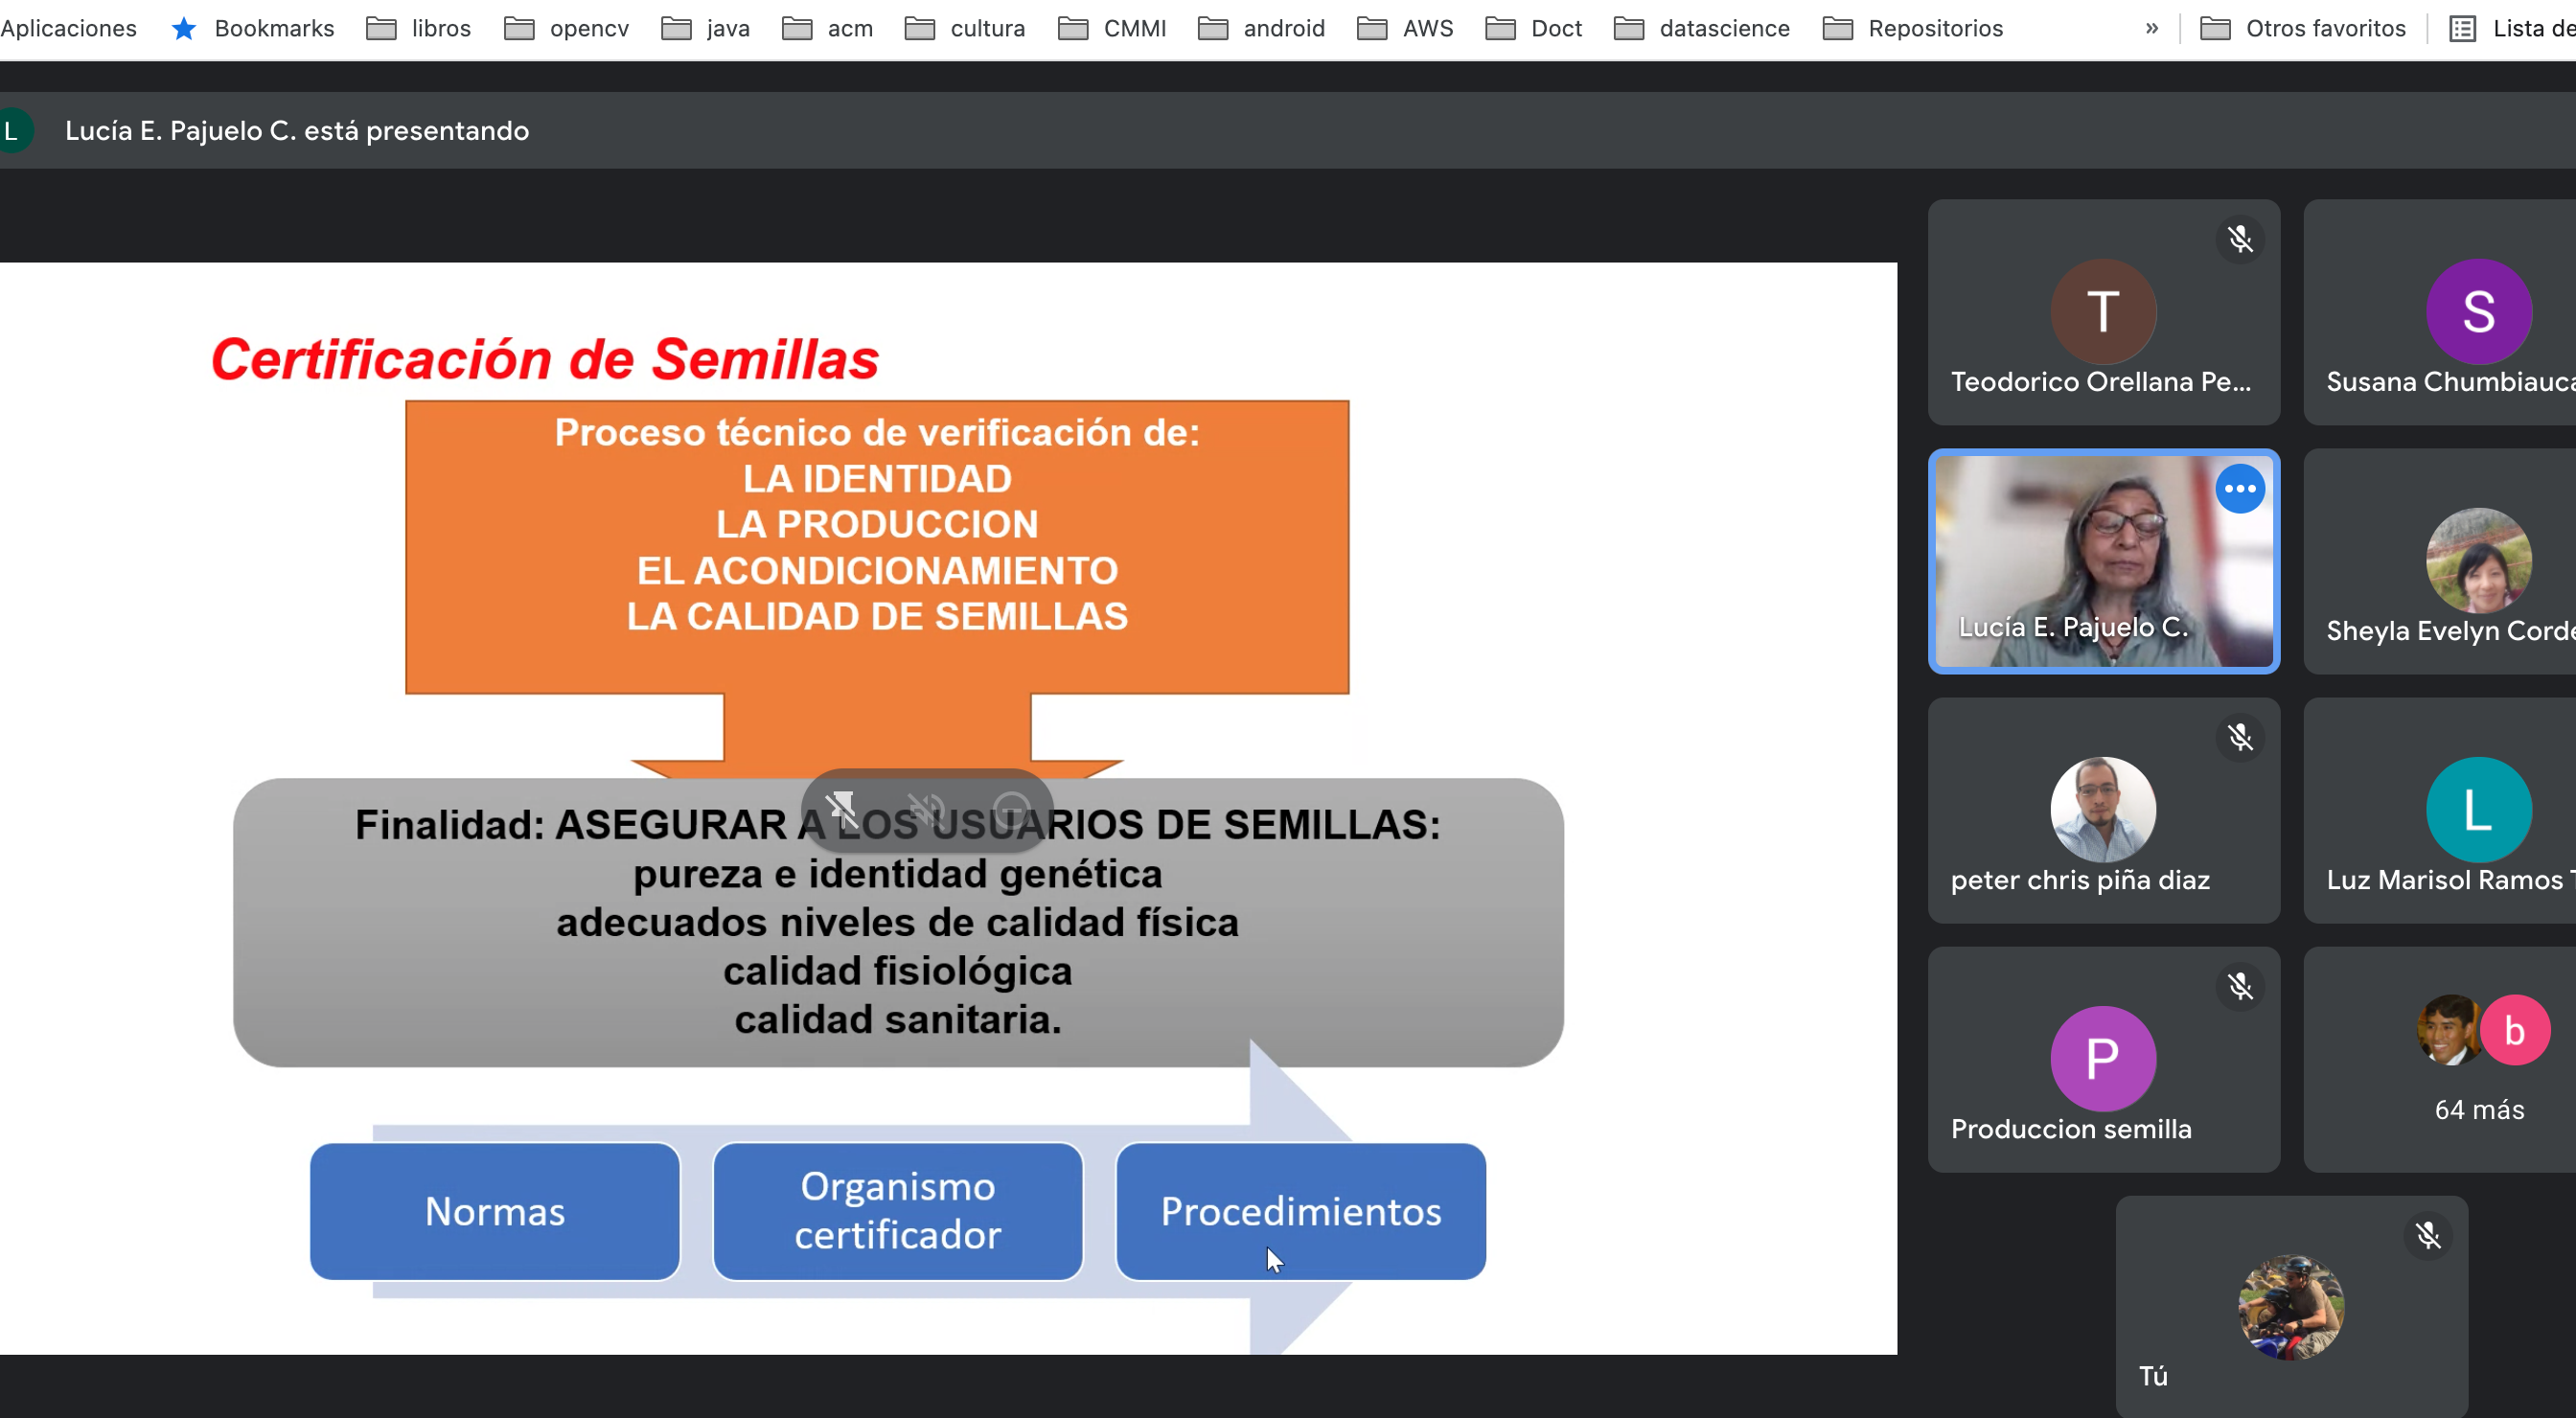 Aplicaciones
Bookmarks
libros
opencv
java
acm
cultura
CMMI
android
AWS
Doct
datascience
Repositorios
»
Otros favoritos
Lista de
L
Lucía E. Pajuelo C. está presentando
Certificación de Semillas
Proceso técnico de verificación de:
LA IDENTIDAD
LA PRODUCCION
EL ACONDICIONAMIENTO
LA CALIDAD DE SEMILLAS
Finalidad: ASEGURAR A LOS USUARIOS DE SEMILLAS:
pureza e identidad genética
adecuados niveles de calidad física
calidad fisiológica
calidad sanitaria.
Normas
Organismo
certificador
Procedimientos
T
Teodorico Orellana Pe...
S
Susana Chumbiauca
Lucía E. Pajuelo C.
Sheyla Evelyn Corde
peter chris piña diaz
L
Luz Marisol Ramos T
P
Produccion semilla
b
64 más
Tú